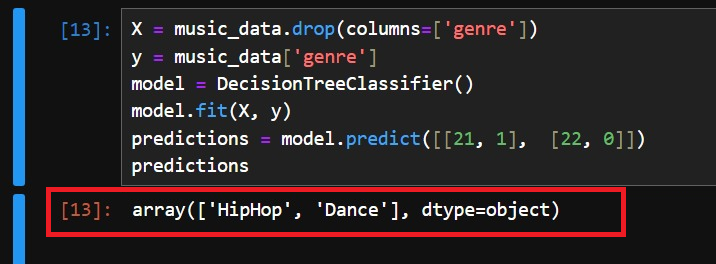 [13]: X = music_data.drop(columns=['genre'])
y = music_data['genre']
model = DecisionTreeClassifier()
model.fit(X, y)
predictions = model.predict([[21, 1],  [22, 0]])
predictions
[13]: array(['HipHop', 'Dance'], dtype=object)